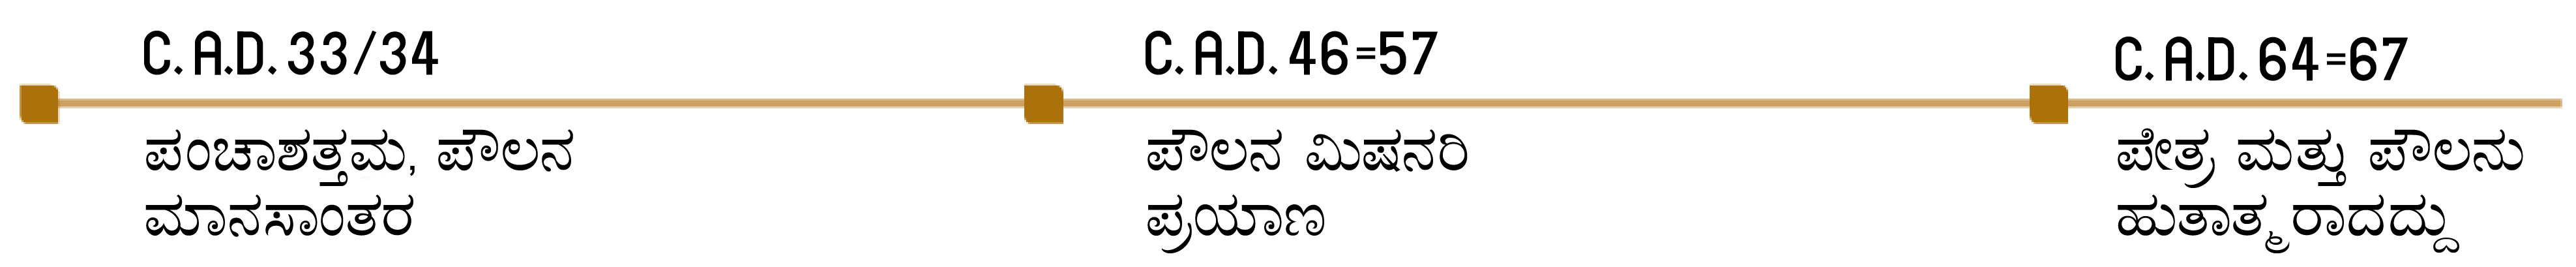 C. A.D. 33/34
ಪಂಚಾಶತ್ತಮ, ಪೌಲನ
ಮಾನಸಾಂತರ
C. A.D. 46=57
ಪೌಲನ ಮಿಷನರಿ
ಪ್ರಯಾಣ
C. A.D. 64=67
ಪೇತ್ರ ಮತ್ತು ಪೌಲನು
ಹುತಾತ್ಮರಾದದ್ದು